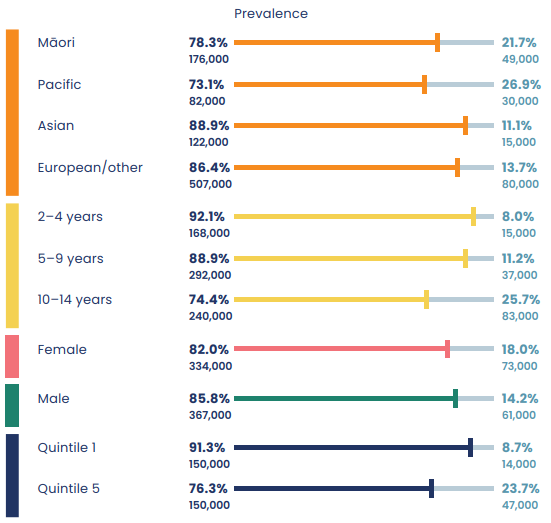 Prevalence
Māori 78.3% 21.7%
176,000 49,000
Pacific 73.1% 26.9%
82,000 30,000
Asian 88.9% 11.1%
122,000 15,000
European/other 86.4% 13.7%
507,000 80,000
2–4 years 92.1% 8.0%
168,000 15,000
5–9 years 88.9% 11.2%
292,000 37,000
10–14 years 74.4% 25.7%
240,000 83,000
Female 82.0% 18.0%
334,000 73,000
Male 85.8% 14.2%
367,000 61,000
Quintile 1 91.3% 8.7%
150,000 14,000
Quintile 5 76.3% 23.7%
150,000 47,000